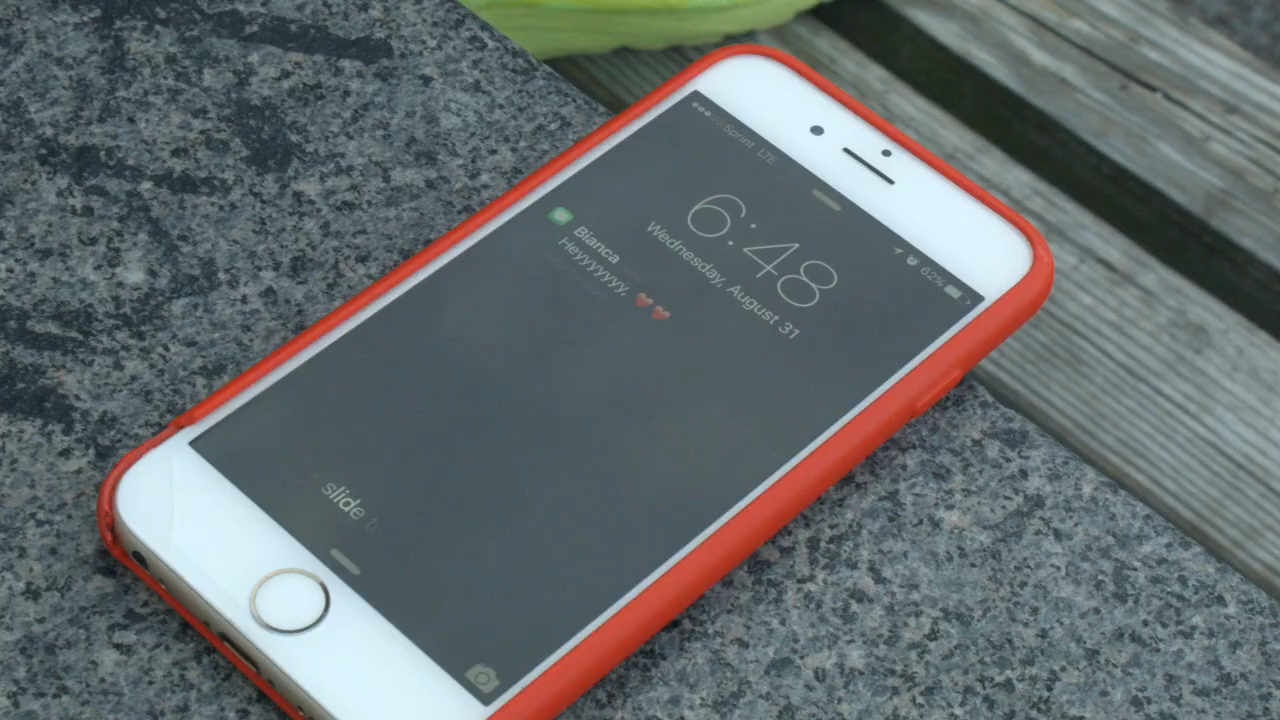 Sprint LTE
62%
6:48
Wednesday, August 31
Bianca
Heyyyyyyy, ❤️❤️
slide